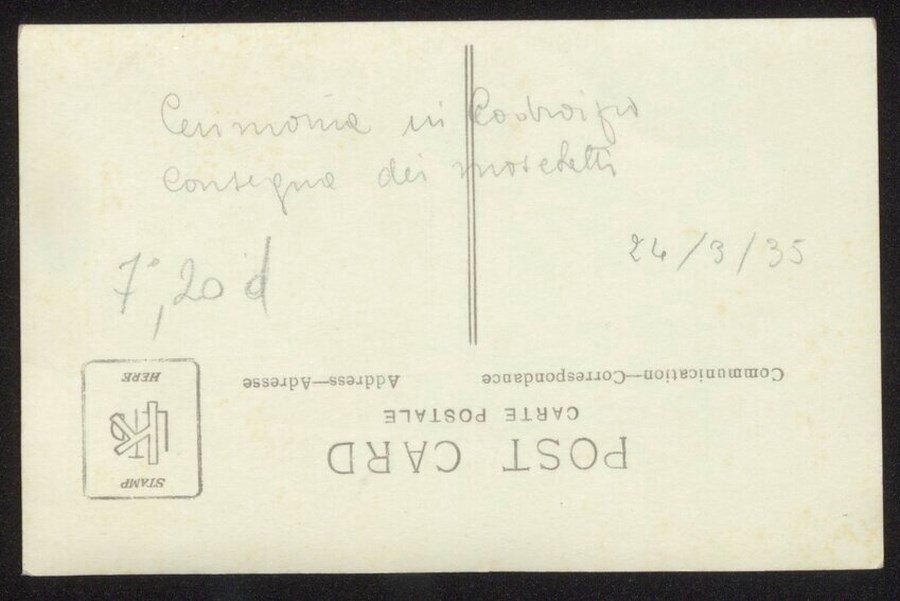 Cerimonia in
consegna dei moschetti
24/3/35
7°, 20 d
POST CARD
CARTE POSTALE
Communication—Correspondance
Address—Adresse
STAMP
HERE